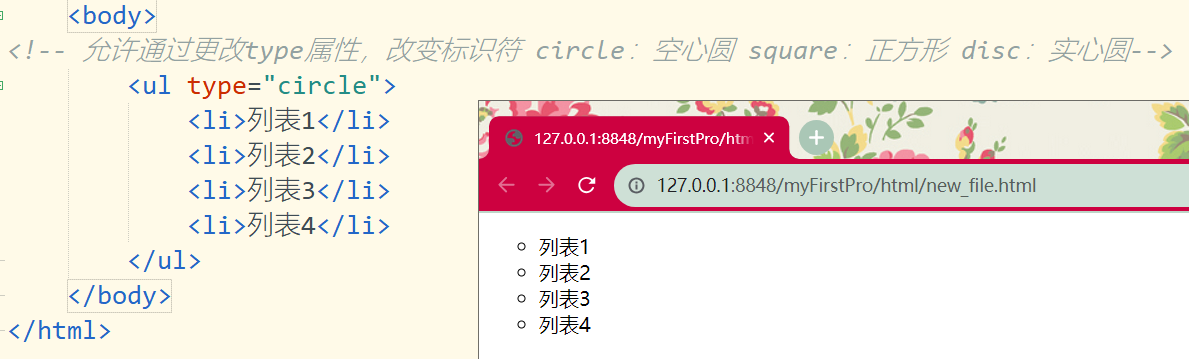 <body>
<!-- 允许通过更改type属性，改变标识符 circle：空心圆 square：正方形 disc：实心圆-->
<ul type="circle">
<li>列表1</li>
<li>列表2</li>
<li>列表3</li>
<li>列表4</li>
</ul>
</body>
</html>
127.0.0.1:8848/myFirstPro/htm
127.0.0.1:8848/myFirstPro/html/new_file.html
列表1
列表2
列表3
列表4